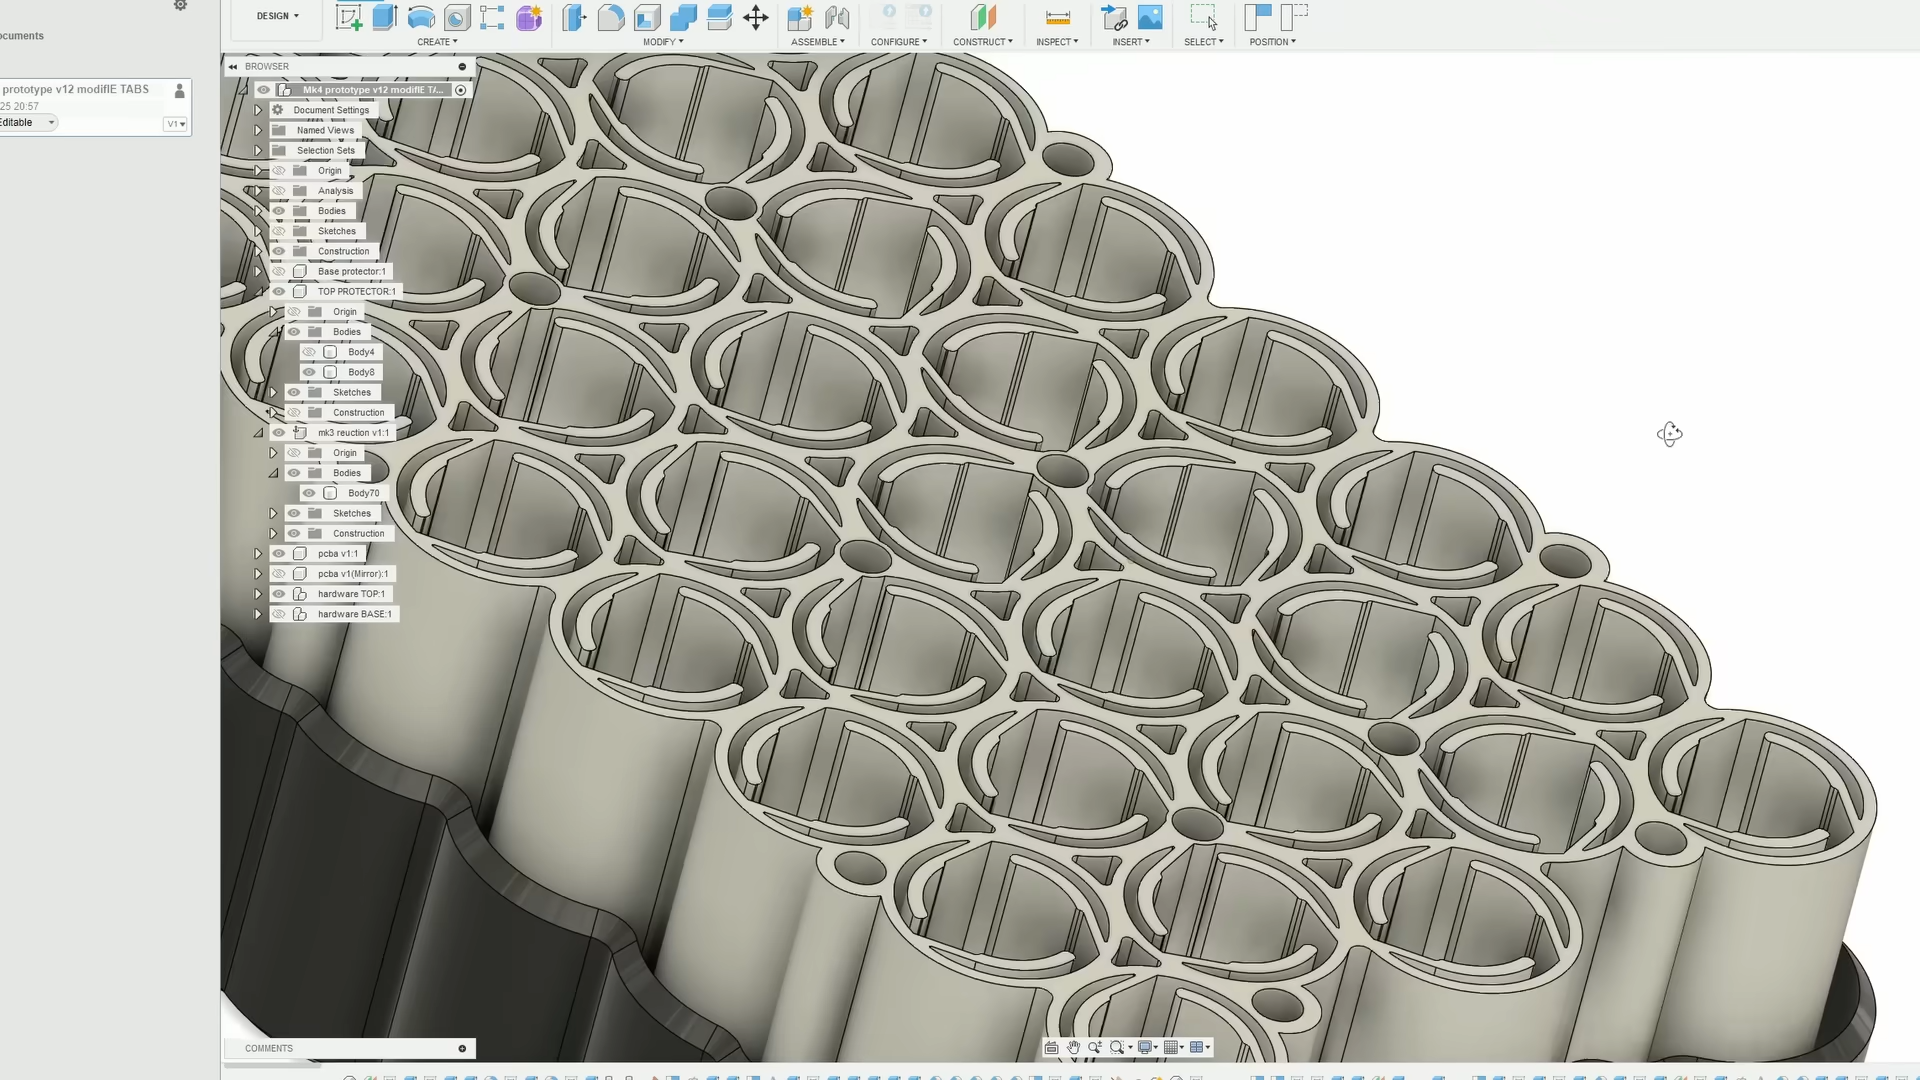 DESIGN
CREATE
MODIFY
ASSEMBLE
CONFIGURE
CONSTRUCT
INSPECT
INSERT
SELECT
POSITION
ocuments
prototype v12 modifIE TABS
25 20:57
Editable
V1
BROWSER
Mk4 prototype v12 modifIE T/...
Document Settings
Named Views
Selection Sets
Origin
Analysis
Bodies
Sketches
Construction
Base protector:1
TOP PROTECTOR:1
Origin
Bodies
Body4
Body8
Sketches
Construction
mk3 reuction v1:1
Origin
Bodies
Body70
Sketches
Construction
pcba v1:1
pcba v1(Mirror):1
hardware TOP:1
hardware BASE:1
COMMENTS